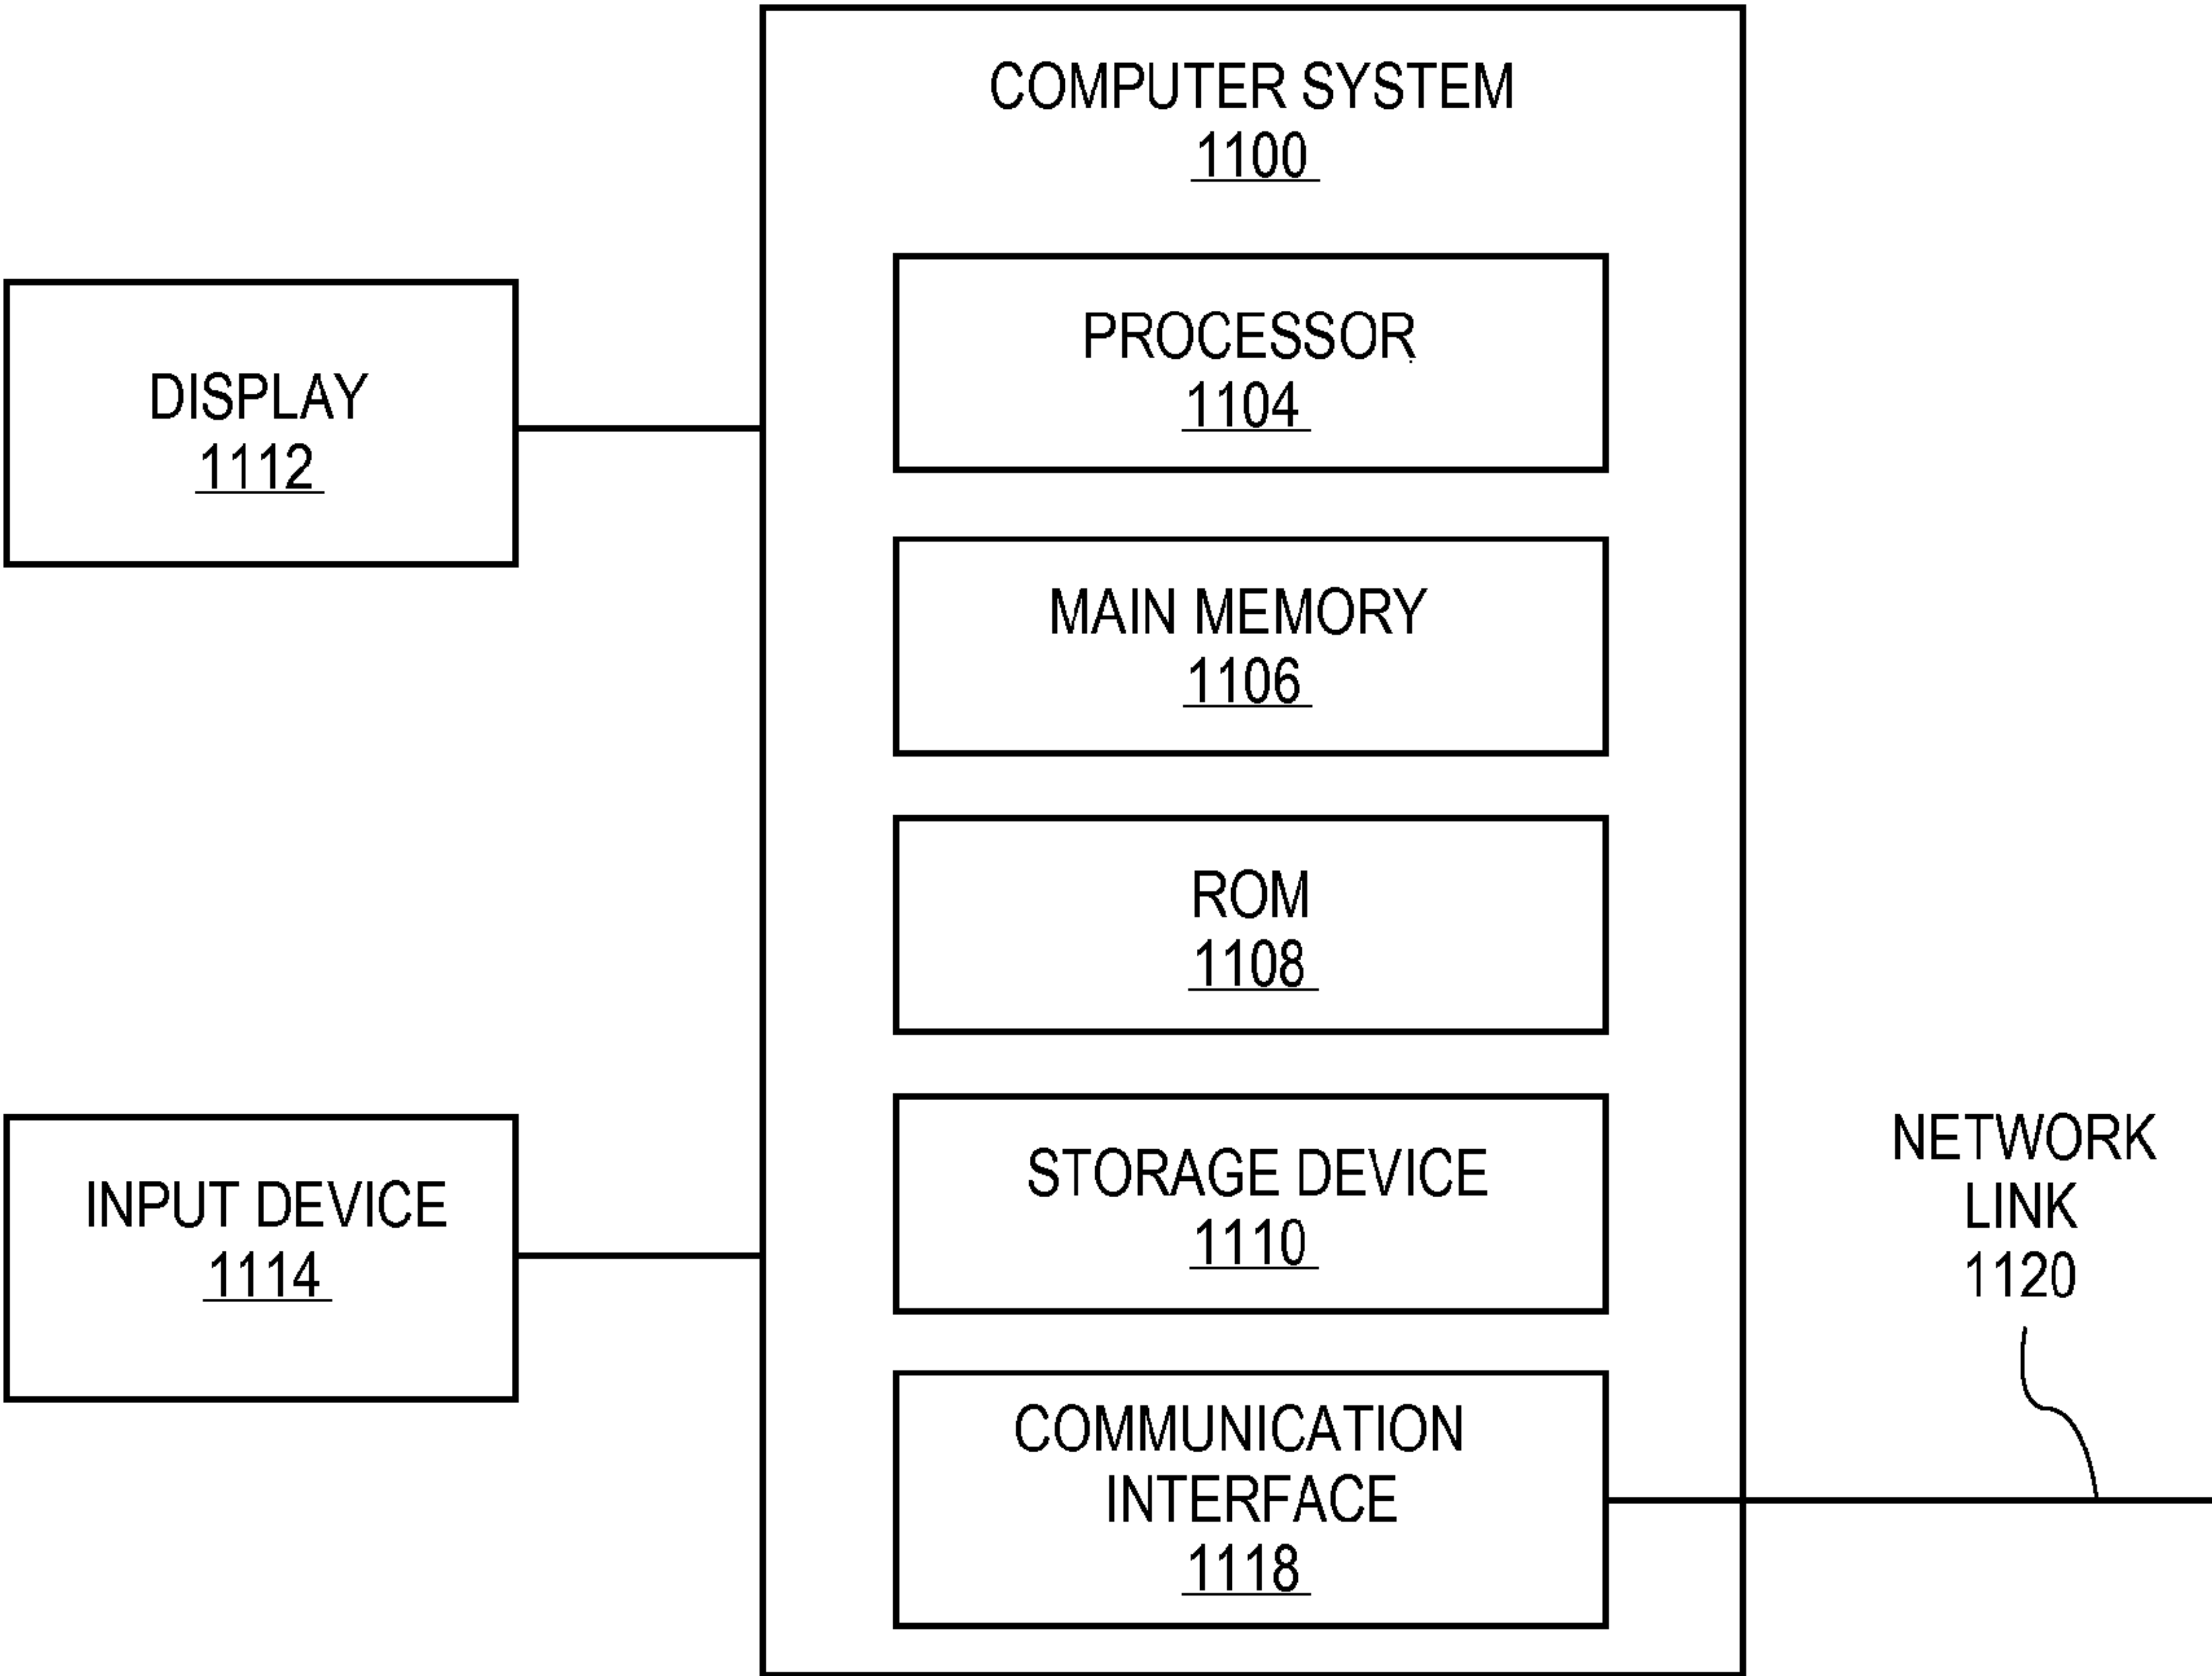 COMPUTER SYSTEM
1100
PROCESSOR
1104
DISPLAY
1112
MAIN MEMORY
1106
ROM
1108
STORAGE DEVICE
1110
INPUT DEVICE
1114
NETWORK
LINK
1120
COMMUNICATION
INTERFACE
1118